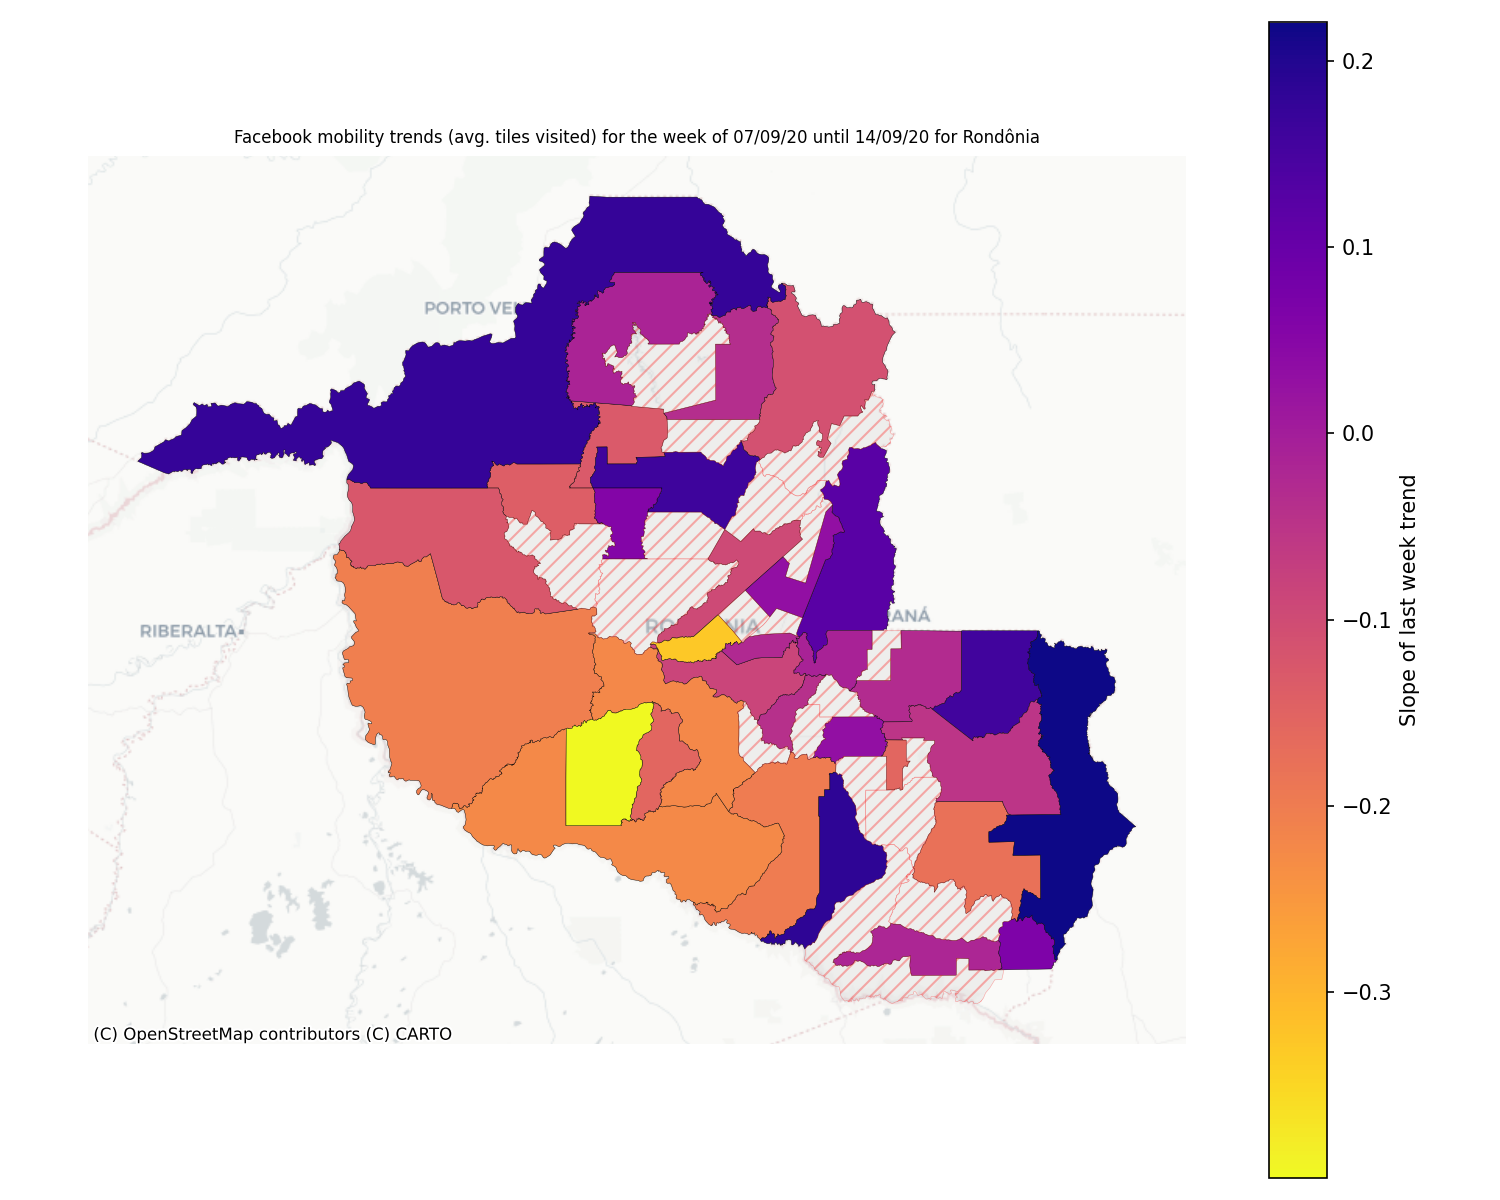 Facebook mobility trends (avg. tiles visited) for the week of 07/09/20 until 14/09/20 for Rondônia
0.2
0.1
0.0
−0.1
−0.2
−0.3
Slope of last week trend
PORTO VE
RIBERALTA
ANÁ
NIA
(C) OpenStreetMap contributors (C) CARTO